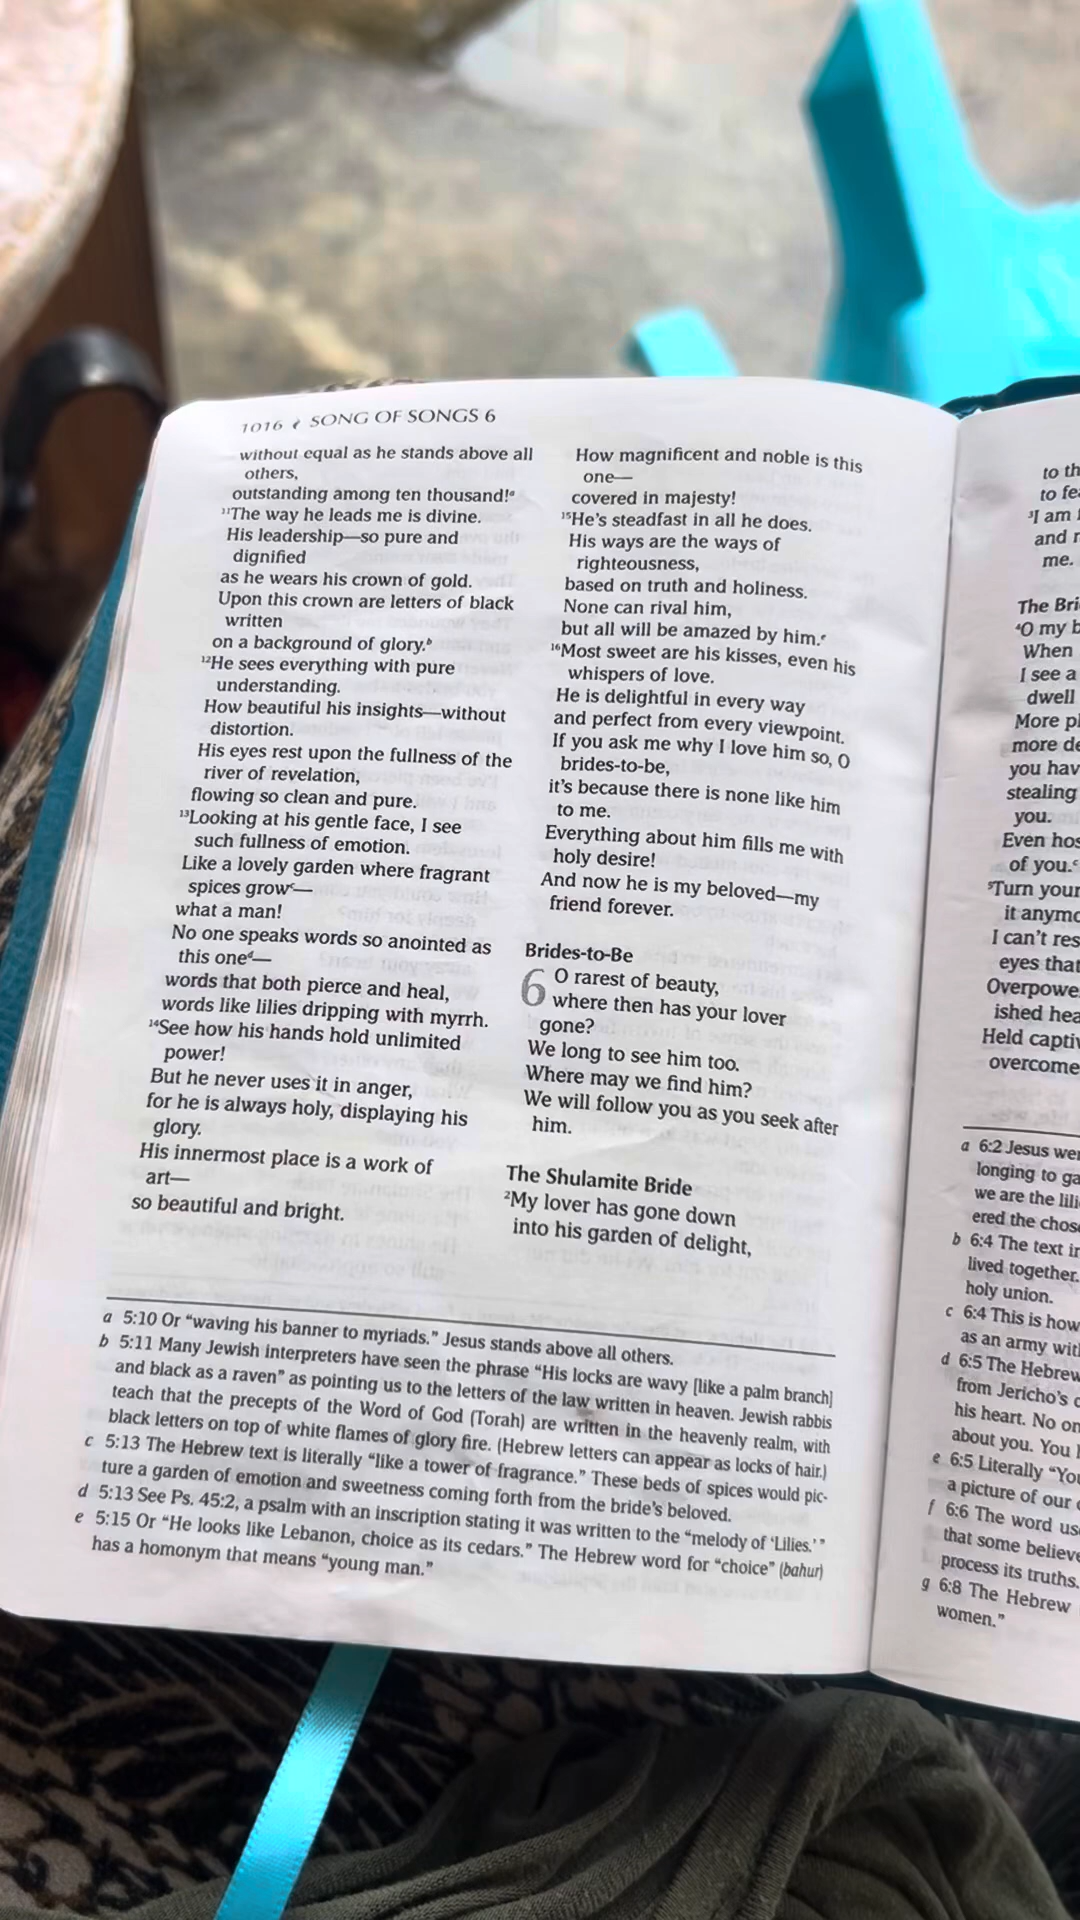 1016 SONG OF SONGS 6
without equal as he stands above all
others,
outstanding among ten thousand!ᵃ
¹¹The way he leads me is divine.
His leadership—so pure and
dignified
as he wears his crown of gold.
Upon this crown are letters of black
written
on a background of glory.ᵇ
¹²He sees everything with pure
understanding.
How beautiful his insights—without
distortion.
His eyes rest upon the fullness of the
river of revelation,
flowing so clean and pure.
¹³Looking at his gentle face, I see
such fullness of emotion.
Like a lovely garden where fragrant
spices growᶜ—
what a man!
No one speaks words so anointed as
this oneᵈ—
words that both pierce and heal,
words like lilies dripping with myrrh.
¹⁴See how his hands hold unlimited
power!
But he never uses it in anger,
for he is always holy, displaying his
glory.
His innermost place is a work of
art—
so beautiful and bright.
How magnificent and noble is this
one—
covered in majesty!
¹⁵He's steadfast in all he does.
His ways are the ways of
righteousness,
based on truth and holiness.
None can rival him,
but all will be amazed by him.ᵉ
¹⁶Most sweet are his kisses, even his
whispers of love.
He is delightful in every way
and perfect from every viewpoint.
If you ask me why I love him so, O
brides-to-be,
it's because there is none like him
to me.
Everything about him fills me with
holy desire!
And now he is my beloved—my
friend forever.
Brides-to-Be
6 O rarest of beauty,
where then has your lover
gone?
We long to see him too.
Where may we find him?
We will follow you as you seek after
him.
The Shulamite Bride
²My lover has gone down
into his garden of delight,
a 5:10 Or “waving his banner to myriads.” Jesus stands above all others.
b 5:11 Many Jewish interpreters have seen the phrase “His locks are wavy [like a palm branch]
and black as a raven” as pointing us to the letters of the law written in heaven. Jewish rabbis
teach that the precepts of the Word of God (Torah) are written in the heavenly realm, with
black letters on top of white flames of glory fire. (Hebrew letters can appear as locks of hair.)
c 5:13 The Hebrew text is literally “like a tower of fragrance.” These beds of spices would pic-
ture a garden of emotion and sweetness coming forth from the bride's beloved.
d 5:13 See Ps. 45:2, a psalm with an inscription stating it was written to the “melody of ‘Lilies.’”
e 5:15 Or “He looks like Lebanon, choice as its cedars.” The Hebrew word for “choice” (bahur)
has a homonym that means “young man.”
to th
to fe
³I am
and
me.
The Bri
⁴O my b
When
I see a
dwell
More pl
more de
you hav
stealing
you.
Even hos
of you.ᶜ
⁵Turn your
it anymo
I can't res
eyes that
Overpowe
ished hea
Held captiv
overcome
a 6:2 Jesus wer
longing to ga
we are the lili
ered the chose
b 6:4 The text in
lived together.
holy union.
c 6:4 This is how
as an army with
d 6:5 The Hebrew
from Jericho's
his heart. No on
about you. You
e 6:5 Literally “You
a picture of our
f 6:6 The word us
that some believe
process its truths.
g 6:8 The Hebrew
women.”